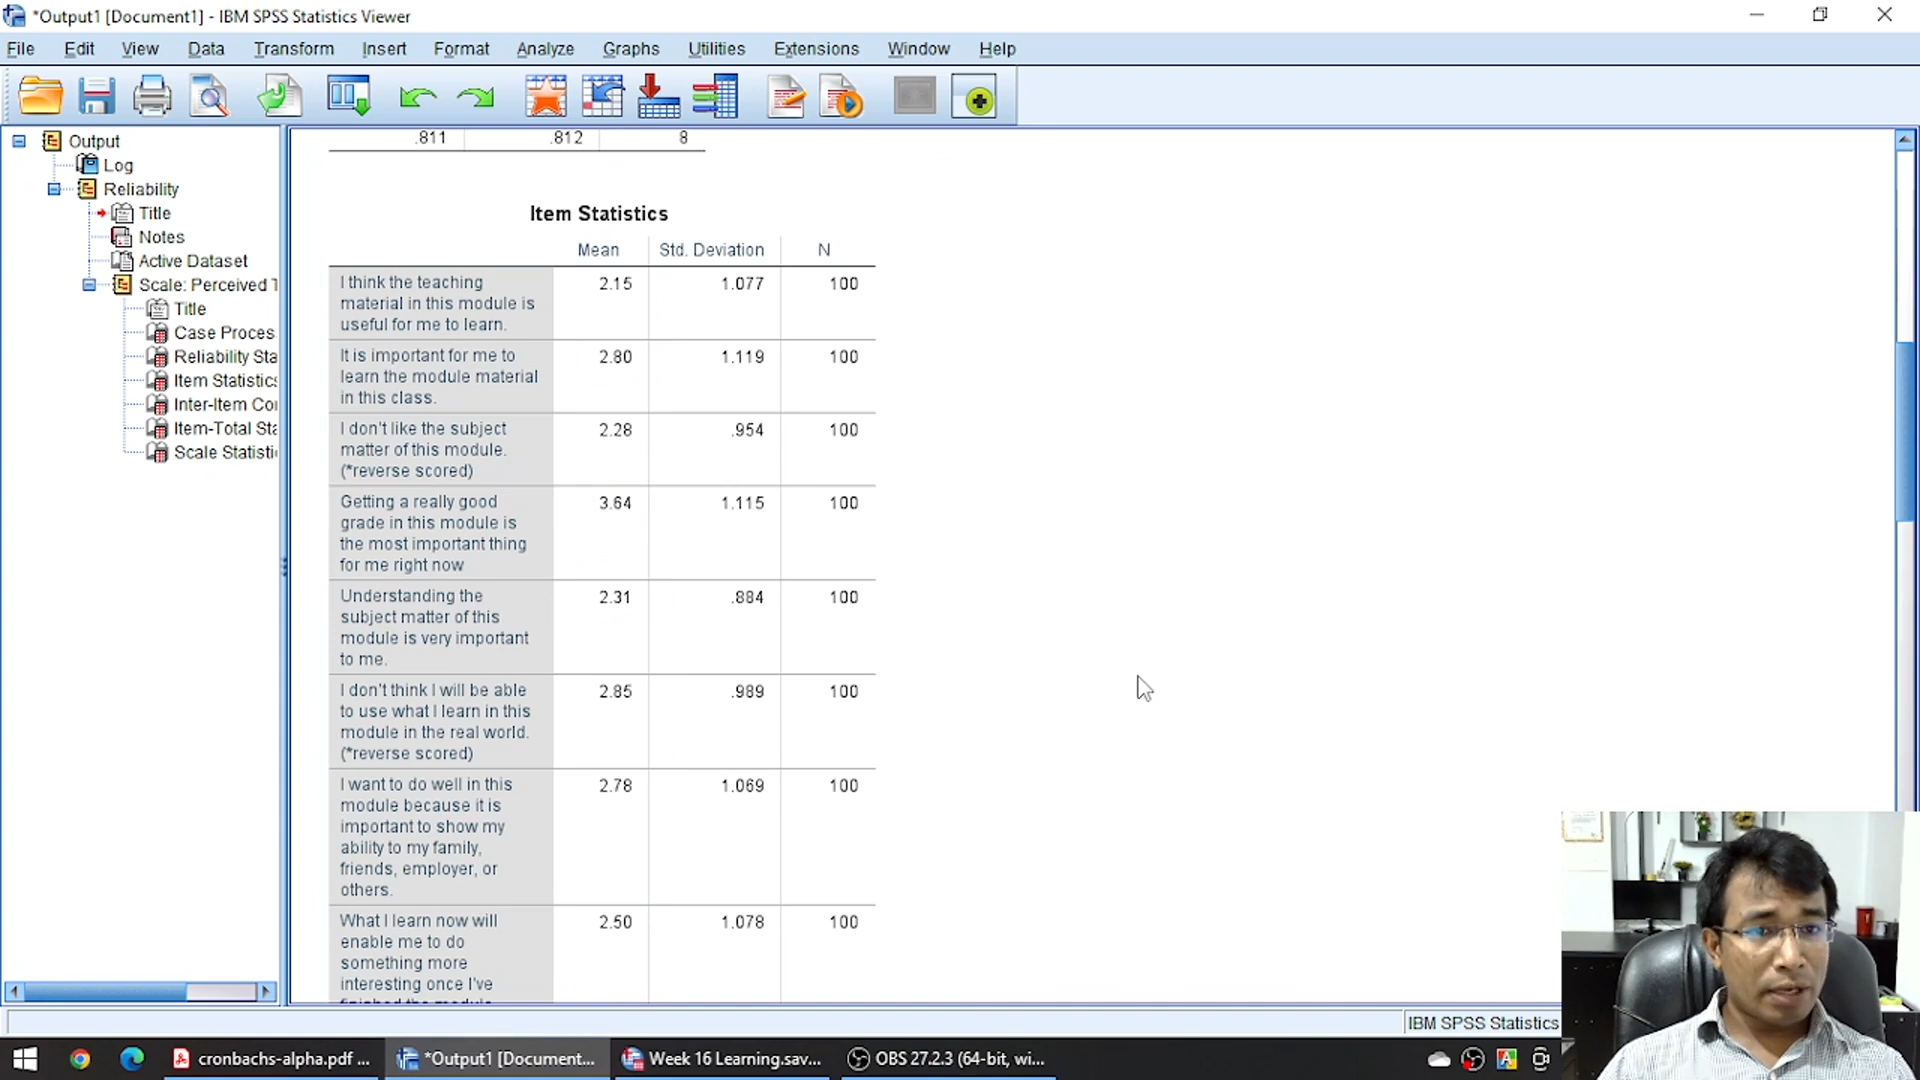 *Output1 [Document1] - IBM SPSS Statistics Viewer
File Edit View Data Transform Insert Format Analyze Graphs Utilities Extensions Window Help
Output
Log
Reliability
Title
Notes
Active Dataset
Scale: Perceived T
Title
Case Proces
Reliability Sta
Item Statistics
Inter-Item Co
Item-Total Sta
Scale Statisti
.811 .812 8
Item Statistics
Mean Std. Deviation N
I think the teaching 2.15 1.077 100
material in this module is
useful for me to learn.
It is important for me to 2.80 1.119 100
learn the module material
in this class.
I don't like the subject 2.28 .954 100
matter of this module.
(*reverse scored)
Getting a really good 3.64 1.115 100
grade in this module is
the most important thing
for me right now
Understanding the 2.31 .884 100
subject matter of this
module is very important
to me.
I don't think I will be able 2.85 .989 100
to use what I learn in this
module in the real world.
(*reverse scored)
I want to do well in this 2.78 1.069 100
module because it is
important to show my
ability to my family,
friends, employer, or
others.
What I learn now will 2.50 1.078 100
enable me to do
something more
interesting once I've
finished the module
IBM SPSS Statistics
cronbachs-alpha.pdf ...
*Output1 [Document...
Week 16 Learning.sav...
OBS 27.2.3 (64-bit, wi...